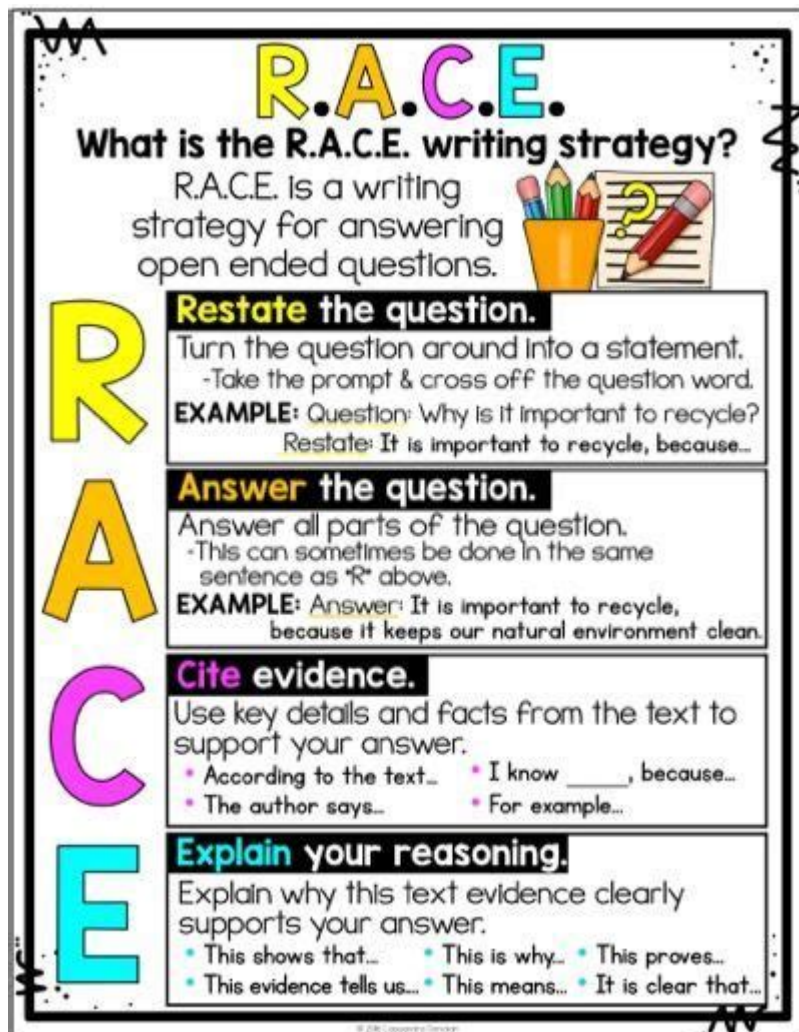 R.A.C.E.
What is the R.A.C.E. writing strategy?
R.A.C.E. is a writing
strategy for answering
open ended questions.
?
R
Restate the question.
Turn the question around into a statement.
-Take the prompt & cross off the question word.
EXAMPLE: Question: Why is it important to recycle?
Restate: It is important to recycle, because...
A
Answer the question.
Answer all parts of the question.
-This can sometimes be done in the same
sentence as "R" above.
EXAMPLE: Answer: It is important to recycle,
because it keeps our natural environment clean.
C
Cite evidence.
Use key details and facts from the text to
support your answer.
• According to the text... • I know _____, because...
• The author says... • For example...
E
Explain your reasoning.
Explain why this text evidence clearly
supports your answer.
• This shows that... • This is why... • This proves...
• This evidence tells us... • This means... • It is clear that...